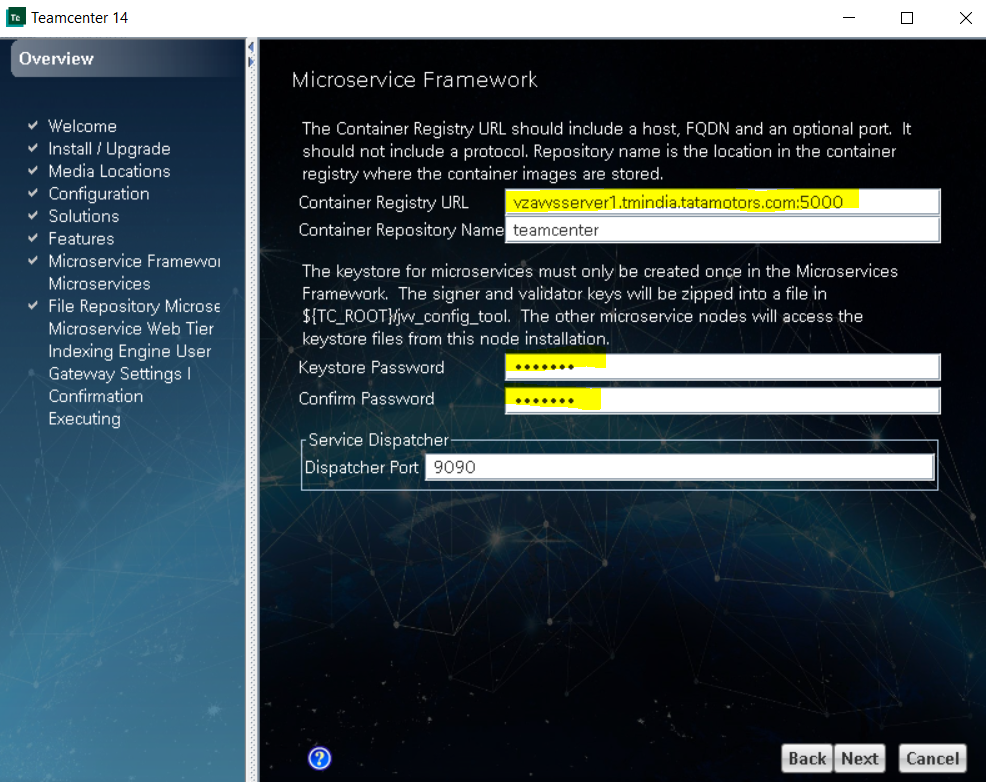 Tc Teamcenter 14
Overview
Welcome
Install / Upgrade
Media Locations
Configuration
Solutions
Features
Microservice Framewor
Microservices
File Repository Microse
Microservice Web Tier
Indexing Engine User
Gateway Settings I
Confirmation
Executing
Microservice Framework
The Container Registry URL should include a host, FQDN and an optional port. It
should not include a protocol. Repository name is the location in the container
registry where the container images are stored.
Container Registry URL vzawsserver1.tmindia.tatamotors.com:5000
Container Repository Name teamcenter
The keystore for microservices must only be created once in the Microservices
Framework. The signer and validator keys will be zipped into a file in
${TC_ROOT}/jw_config_tool. The other microservice nodes will access the
keystore files from this node installation.
Keystore Password •••••••
Confirm Password •••••••
Service Dispatcher
Dispatcher Port 9090
? Back Next Cancel